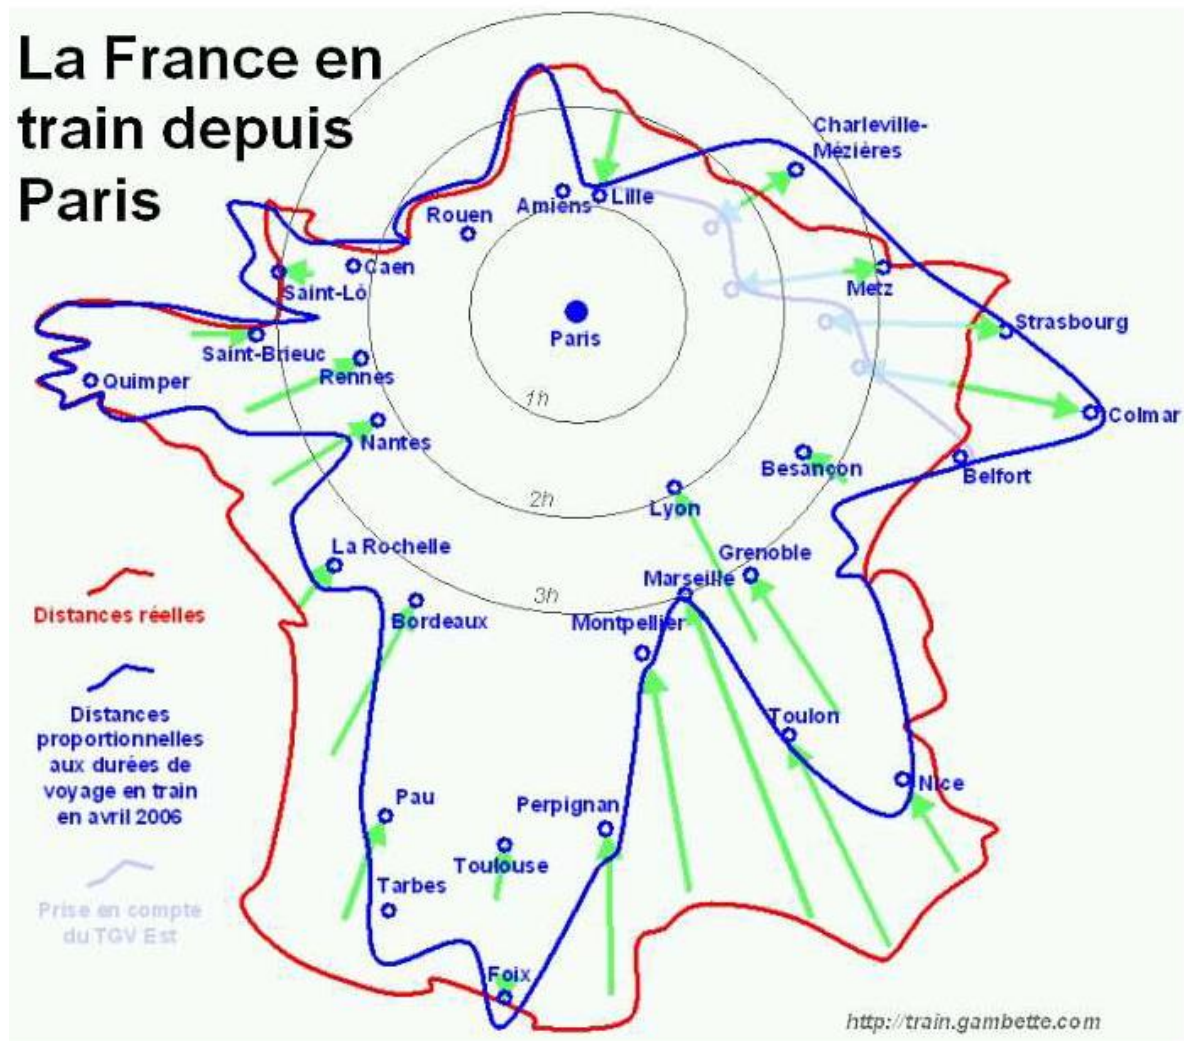 La France en
train depuis
Paris
Charleville-
Mézières
Rouen
Amiens
Lille
Caen
Saint-Lô
Metz
Saint-Brieuc
Paris
Strasbourg
Rennes
Quimper
1h
Nantes
Colmar
Besançon
Belfort
2h
Lyon
La Rochelle
Grenoble
Marseille
3h
Bordeaux
Montpellier
Distances réelles
Distances
proportionnelles
aux durées de
voyage en train
en avril 2006
Toulon
Nice
Pau
Perpignan
Toulouse
Tarbes
Prise en compte
du TGV Est
Foix
http://train.gambette.com